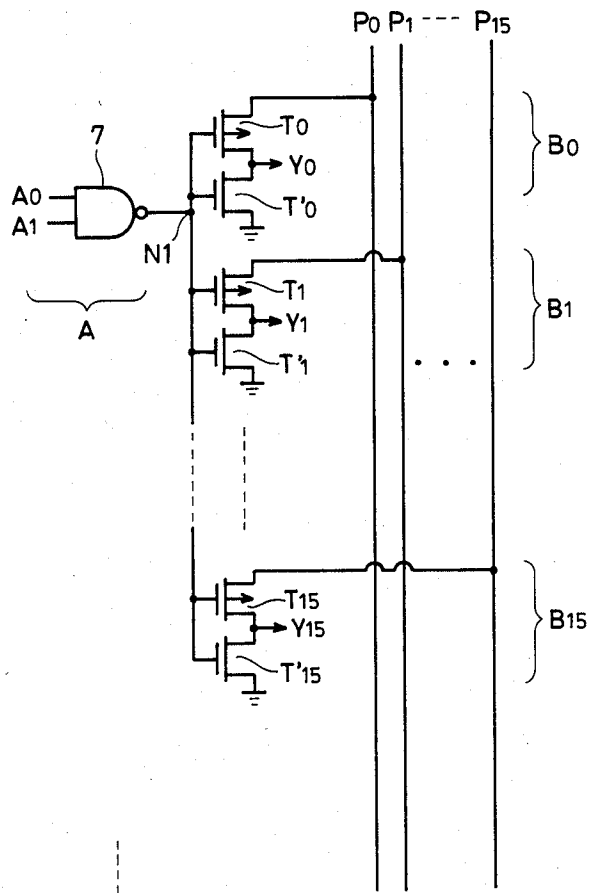 P0 P1 ---- P15
T0
B0
7
Y0
A0
T'0
A1
N1
T1
B1
A
Y1
T'1
. . .
T15
Y15
B15
T'15